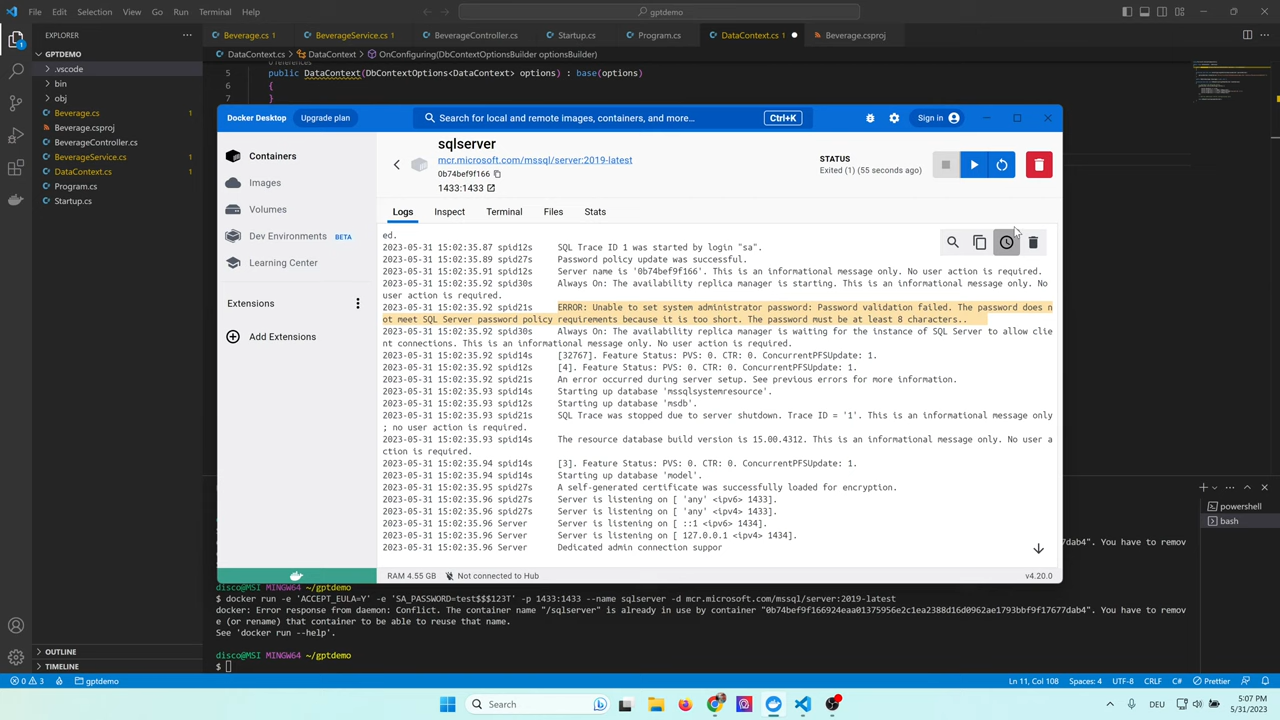 File Edit Selection View Go Run Terminal Help
gptdemo
EXPLORER
Beverage.cs 1
BeverageService.cs 1
BeverageController.cs
Startup.cs
Program.cs
DataContext.cs 1
Beverage.csproj
GPTDEMO
.vscode
bin
obj
Beverage.cs 1
Beverage.csproj
BeverageController.cs
BeverageService.cs 1
DataContext.cs 1
Program.cs
Startup.cs
DataContext.cs > DataContext > OnConfiguring(DbContextOptionsBuilder optionsBuilder)
5 public DataContext(DbContextOptions<DataContext> options) : base(options)
6 {
7 }
Docker Desktop Upgrade plan
Search for local and remote images, containers, and more... Ctrl+K
Sign in
Containers
Images
Volumes
Dev Environments BETA
Learning Center
Extensions
Add Extensions
sqlserver
mcr.microsoft.com/mssql/server:2019-latest
0b74bef9f166
1433:1433
STATUS
Exited (1) (55 seconds ago)
Logs Inspect Terminal Files Stats
ed.
2023-05-31 15:02:35.87 spid12s SQL Trace ID 1 was started by login "sa".
2023-05-31 15:02:35.89 spid27s Password policy update was successful.
2023-05-31 15:02:35.91 spid12s Server name is '0b74bef9f166'. This is an informational message only. No user action is required.
2023-05-31 15:02:35.92 spid30s Always On: The availability replica manager is starting. This is an informational message only. No
user action is required.
2023-05-31 15:02:35.92 spid21s ERROR: Unable to set system administrator password: Password validation failed. The password does n
ot meet SQL Server password policy requirements because it is too short. The password must be at least 8 characters..
2023-05-31 15:02:35.92 spid30s Always On: The availability replica manager is waiting for the instance of SQL Server to allow clie
nt connections. This is an informational message only. No user action is required.
2023-05-31 15:02:35.92 spid14s [32767]. Feature Status: PVS: 0. CTR: 0. ConcurrentPFSUpdate: 1.
2023-05-31 15:02:35.92 spid12s [4]. Feature Status: PVS: 0. CTR: 0. ConcurrentPFSUpdate: 1.
2023-05-31 15:02:35.92 spid21s An error occurred during server setup. See previous errors for more information.
2023-05-31 15:02:35.93 spid14s Starting up database 'mssqlsystemresource'.
2023-05-31 15:02:35.93 spid12s Starting up database 'msdb'.
2023-05-31 15:02:35.93 spid21s SQL Trace was stopped due to server shutdown. Trace ID = '1'. This is an informational message only
; no user action is required.
2023-05-31 15:02:35.93 spid14s The resource database build version is 15.00.4312. This is an informational message only. No user a
ction is required.
2023-05-31 15:02:35.94 spid14s [3]. Feature Status: PVS: 0. CTR: 0. ConcurrentPFSUpdate: 1.
2023-05-31 15:02:35.95 spid14s Starting up database 'model'.
2023-05-31 15:02:35.95 spid27s A self-generated certificate was successfully loaded for encryption.
2023-05-31 15:02:35.96 spid27s Server is listening on [ 'any' <ipv6> 1433].
2023-05-31 15:02:35.96 spid27s Server is listening on [ 'any' <ipv4> 1433].
2023-05-31 15:02:35.96 Server Server is listening on [ ::1 <ipv6> 1434].
2023-05-31 15:02:35.96 Server Server is listening on [ 127.0.0.1 <ipv4> 1434].
2023-05-31 15:02:35.96 Server Dedicated admin connection suppor
RAM 4.55 GB Not connected to Hub v4.20.0
powershell
bash
7dab4". You have to remov
disco@MSI MINGW64 ~/gptdemo
$ docker run -e 'ACCEPT_EULA=Y' -e 'SA_PASSWORD=test$$$123T' -p 1433:1433 --name sqlserver -d mcr.microsoft.com/mssql/server:2019-latest
docker: Error response from daemon: Conflict. The container name "/sqlserver" is already in use by container "0b74bef9f166924eaa01375956e2c1ea2388d16d0962ae1793bbf9f17677dab4". You have to remov
e (or rename) that container to be able to reuse that name.
See 'docker run --help'.
disco@MSI MINGW64 ~/gptdemo
$
OUTLINE
TIMELINE
0 3 gptdemo
Ln 11, Col 108 Spaces: 4 UTF-8 CRLF C# Prettier
Search
DEU
5:07 PM
5/31/2023